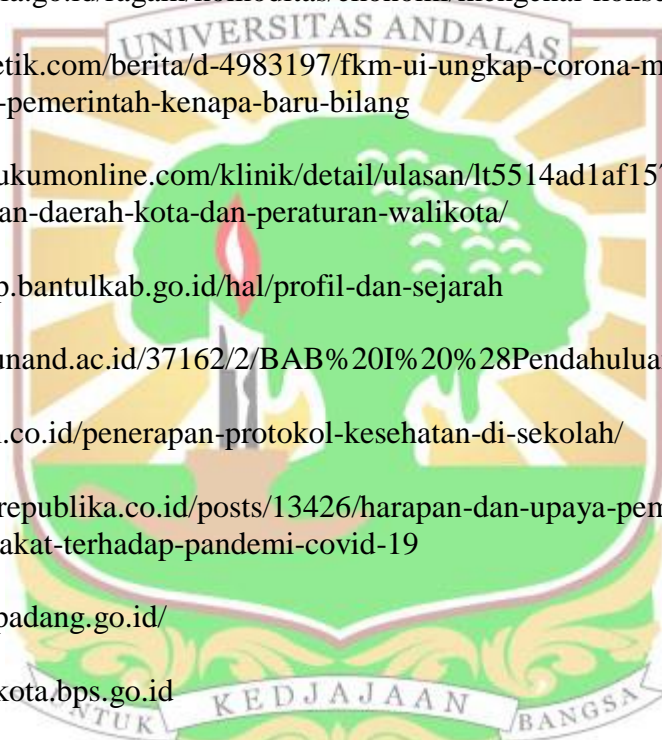 UNIVERSITAS ANDALAS
etik.com/berita/d-4983197/fkm-ui-ungkap-corona-m
-pemerintah-kenapa-baru-bilang
ukumonline.com/klinik/detail/ulasan/lt5514ad1af157
an-daerah-kota-dan-peraturan-walikota/
p.bantulkab.go.id/hal/profil-dan-sejarah
unand.ac.id/37162/2/BAB%20I%20%28Pendahuluan
.co.id/penerapan-protokol-kesehatan-di-sekolah/
republika.co.id/posts/13426/harapan-dan-upaya-pem
akat-terhadap-pandemi-covid-19
padang.go.id/
kota.bps.go.id
UNTUK KEDJAJAAN BANGSA